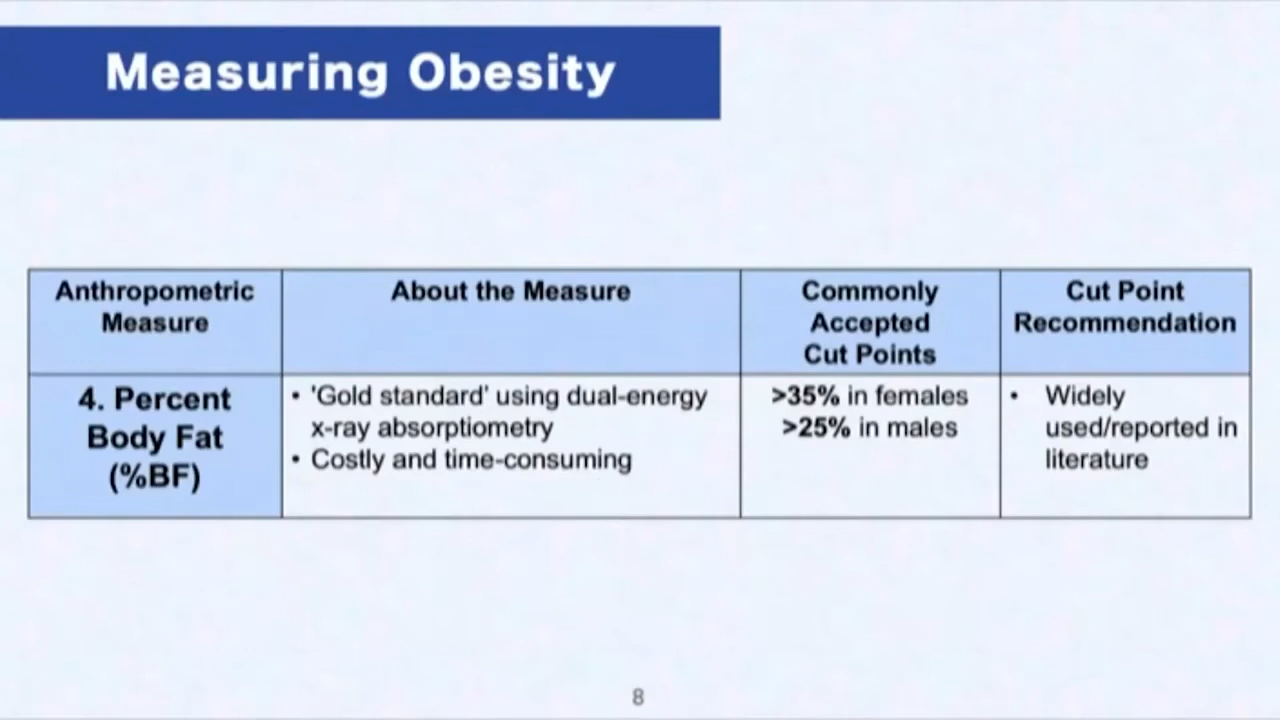 Measuring Obesity
Anthropometric
Measure
About the Measure
Commonly
Accepted
Cut Points
Cut Point
Recommendation
4. Percent
Body Fat
(%BF)
• 'Gold standard' using dual-energy
x-ray absorptiometry
• Costly and time-consuming
>35% in females
>25% in males
• Widely
used/reported in
literature
8